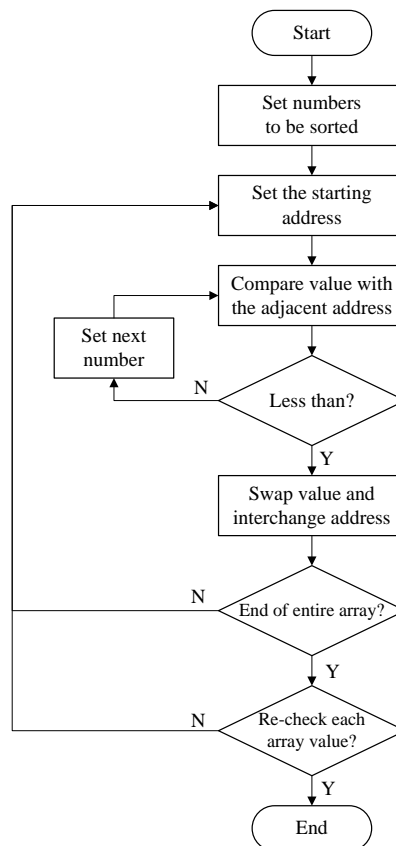 Start
Set numbers
to be sorted
Set the starting
address
Compare value with
the adjacent address
Set next
number
N
Less than?
Y
Swap value and
interchange address
N
End of entire array?
Y
N
Re-check each
array value?
Y
End